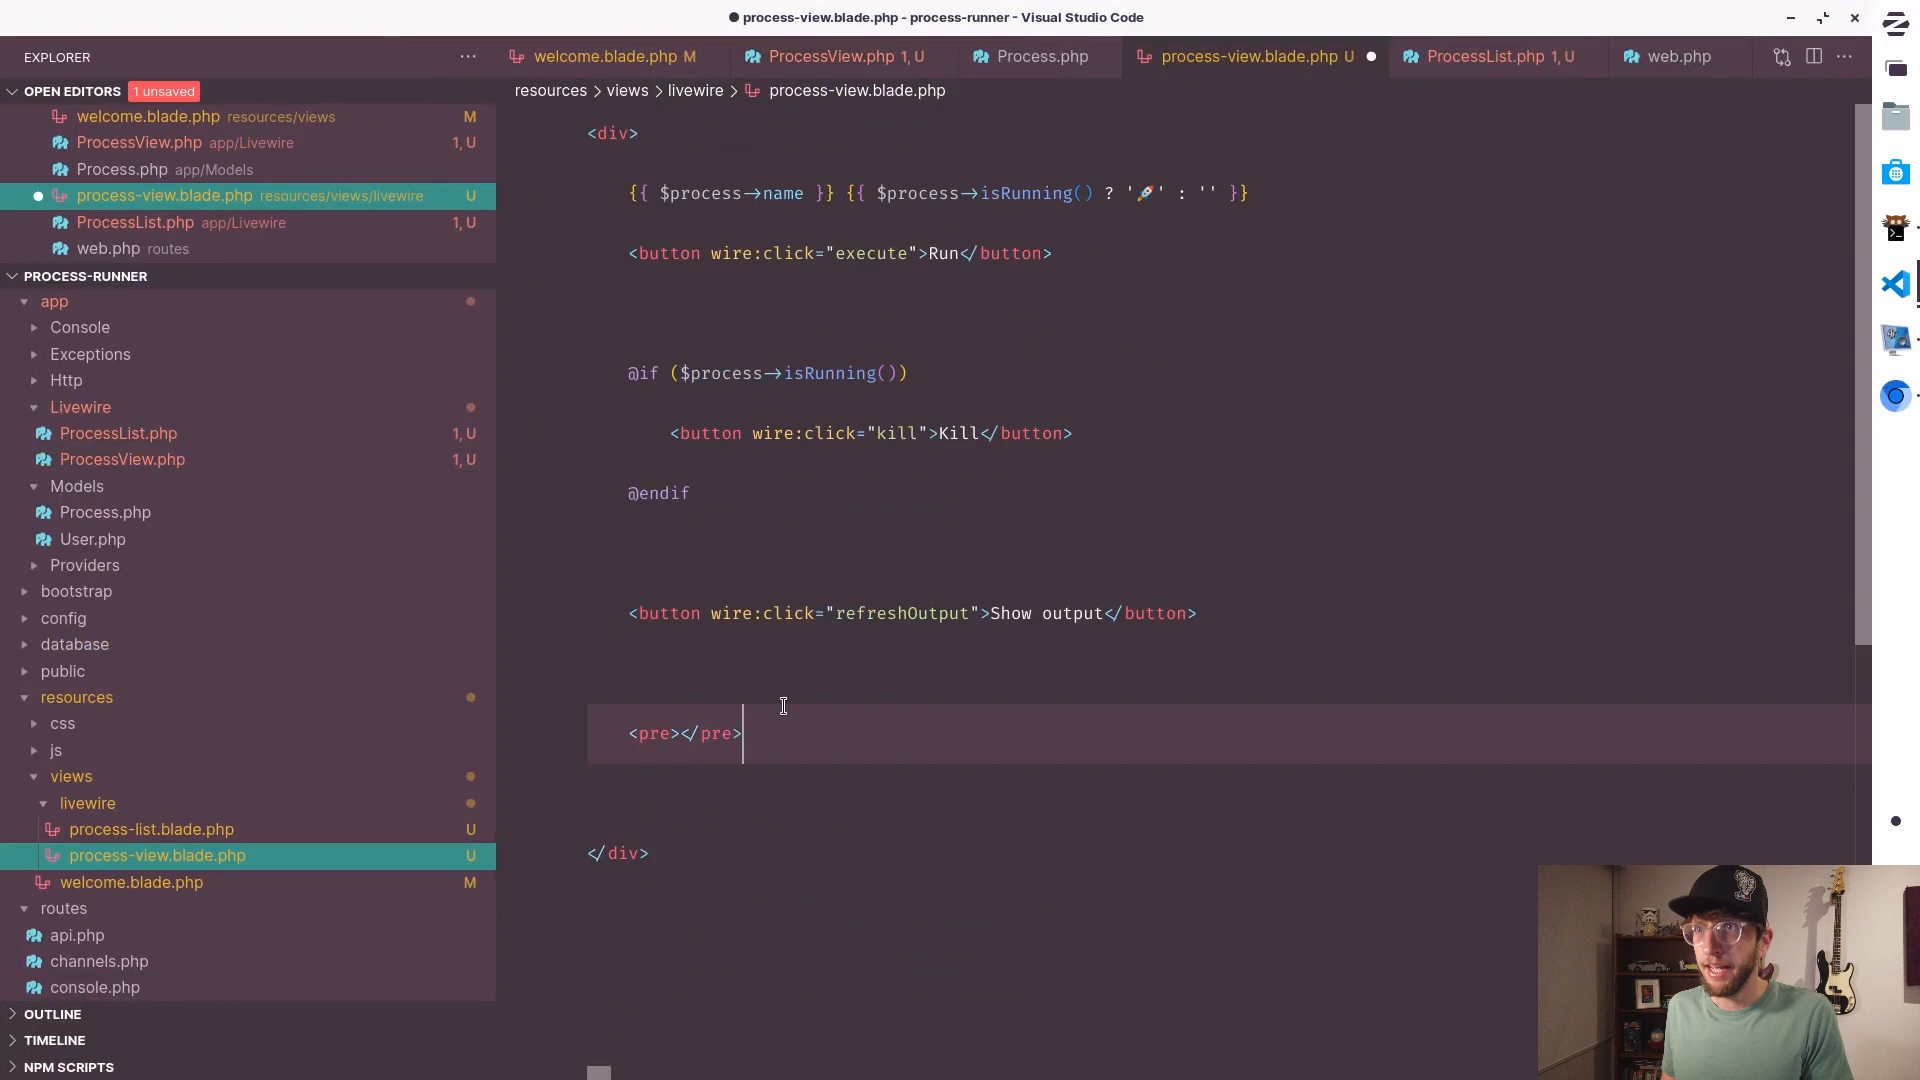 process-view.blade.php - process-runner - Visual Studio Code
EXPLORER
welcome.blade.php M
ProcessView.php 1, U
Process.php
process-view.blade.php U
ProcessList.php 1, U
web.php
OPEN EDITORS 1 unsaved
resources > views > livewire > process-view.blade.php
welcome.blade.php resources/views M
ProcessView.php app/Livewire 1, U
Process.php app/Models
process-view.blade.php resources/views/livewire U
ProcessList.php app/Livewire 1, U
web.php routes
PROCESS-RUNNER
app
Console
Exceptions
Http
Livewire
ProcessList.php 1, U
ProcessView.php 1, U
Models
Process.php
User.php
Providers
bootstrap
config
database
public
resources
css
js
views
livewire
process-list.blade.php U
process-view.blade.php U
welcome.blade.php M
routes
api.php
channels.php
console.php
OUTLINE
TIMELINE
NPM SCRIPTS
<div>
{{ $process->name }} {{ $process->isRunning() ? '🚀' : '' }}
<button wire:click="execute">Run</button>
@if ($process->isRunning())
<button wire:click="kill">Kill</button>
@endif
<button wire:click="refreshOutput">Show output</button>
<pre></pre>
</div>